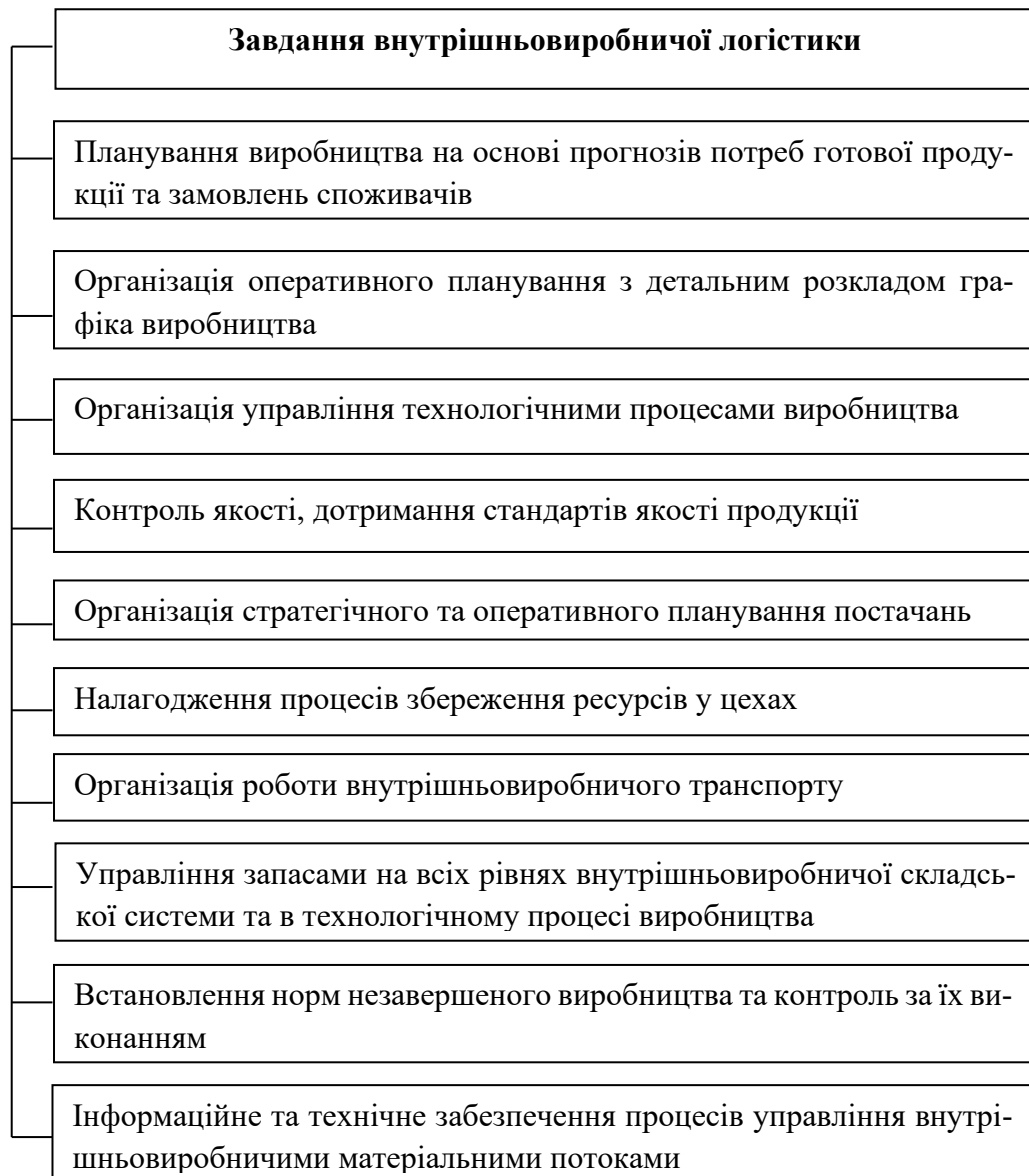 Завдання внутрішньовиробничої логістики
Планування виробництва на основі прогнозів потреб готової проду-
кції та замовлень споживачів
Організація оперативного планування з детальним розкладом гра-
фіка виробництва
Організація управління технологічними процесами виробництва
Контроль якості, дотримання стандартів якості продукції
Організація стратегічного та оперативного планування постачань
Налагодження процесів збереження ресурсів у цехах
Організація роботи внутрішньовиробничого транспорту
Управління запасами на всіх рівнях внутрішньовиробничої складсь-
кої системи та в технологічному процесі виробництва
Встановлення норм незавершеного виробництва та контроль за їх ви-
конанням
Інформаційне та технічне забезпечення процесів управління внутрі-
шньовиробничими матеріальними потоками